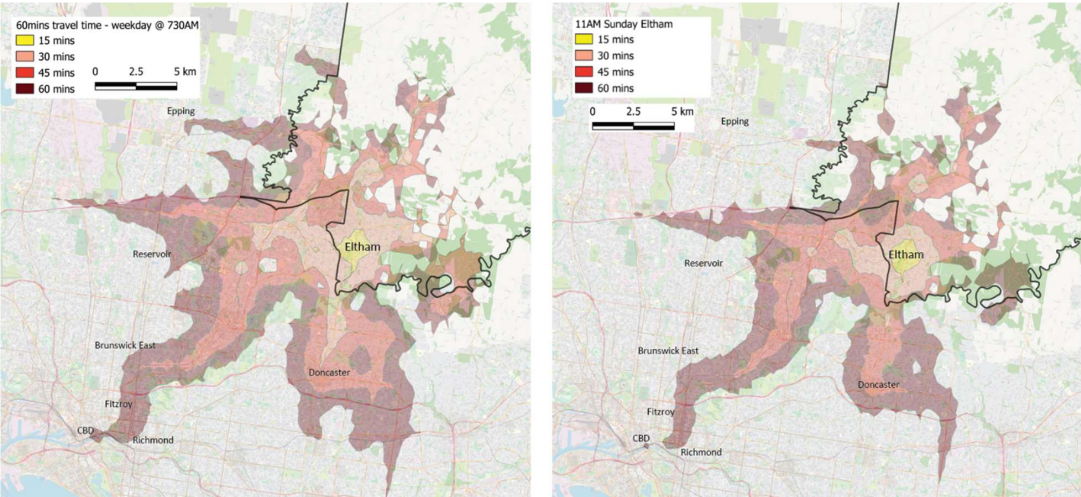 60mins travel time - weekday @ 730AM
15 mins
30 mins
45 mins
60 mins
0 2.5 5 km
Epping
Eltham
Reservoir
Brunswick East
Doncaster
Fitzroy
CBD
Richmond
11AM Sunday Eltham
15 mins
30 mins
45 mins
60 mins
0 2.5 5 km
Epping
Eltham
Reservoir
Brunswick East
Doncaster
Fitzroy
CBD
Richmond